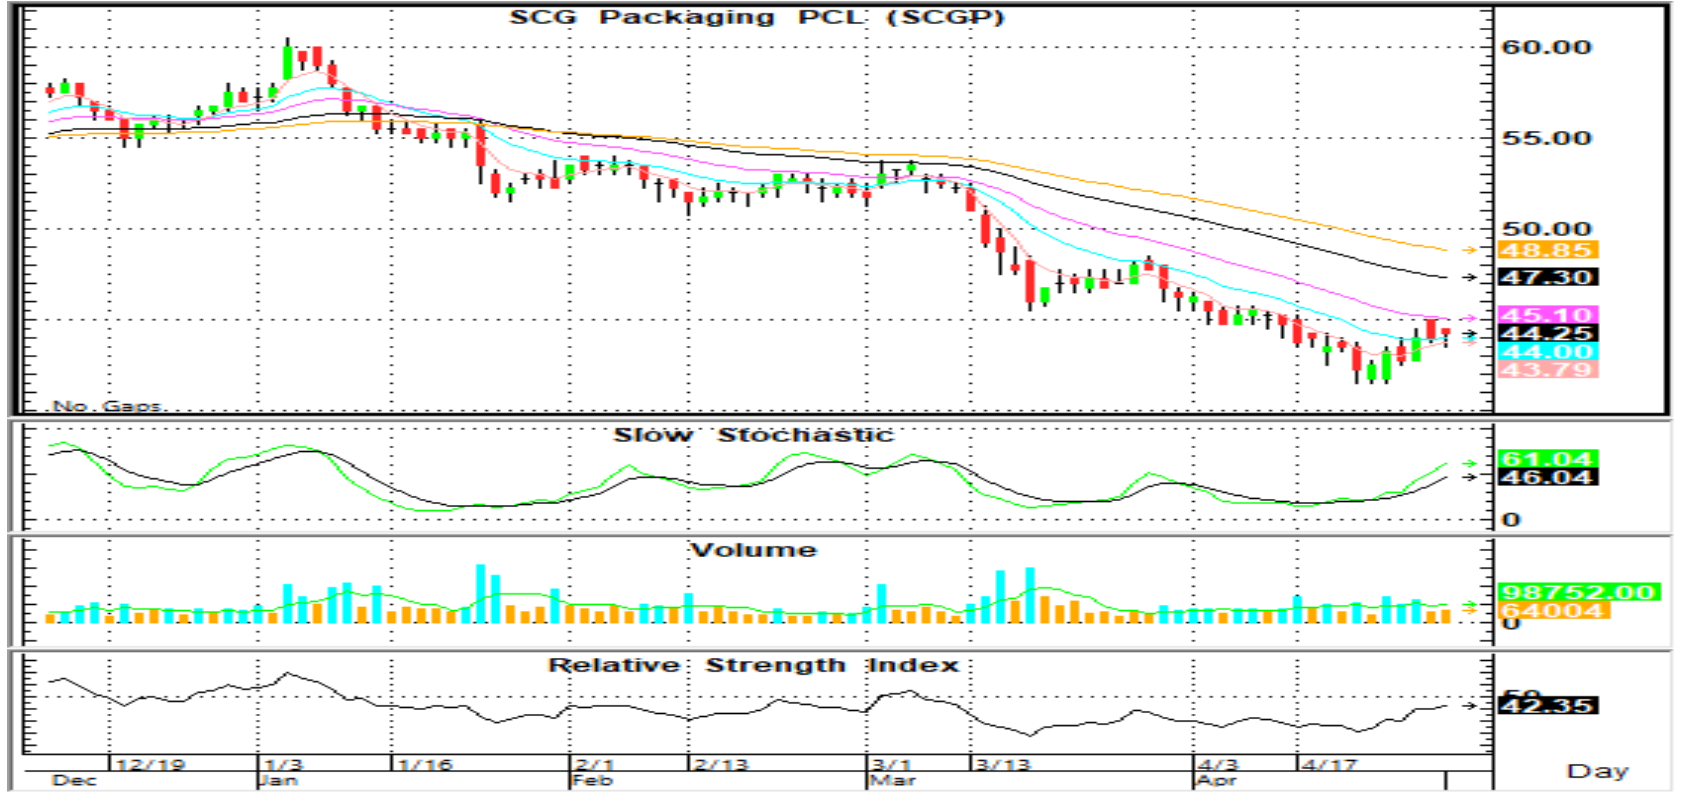 SCG Packaging PCL (SCGP)
60.00
55.00
50.00
48.85
47.30
45.10
44.25
44.00
43.79
No Gaps.
Slow Stochastic
61.04
46.04
0
Volume
98752.00
64004
0
Relative Strength Index
50
42.35
12/19 1/3 1/16 2/1 2/13 3/1 3/13 4/3 4/17
Dec Jan Feb Mar Apr
Day